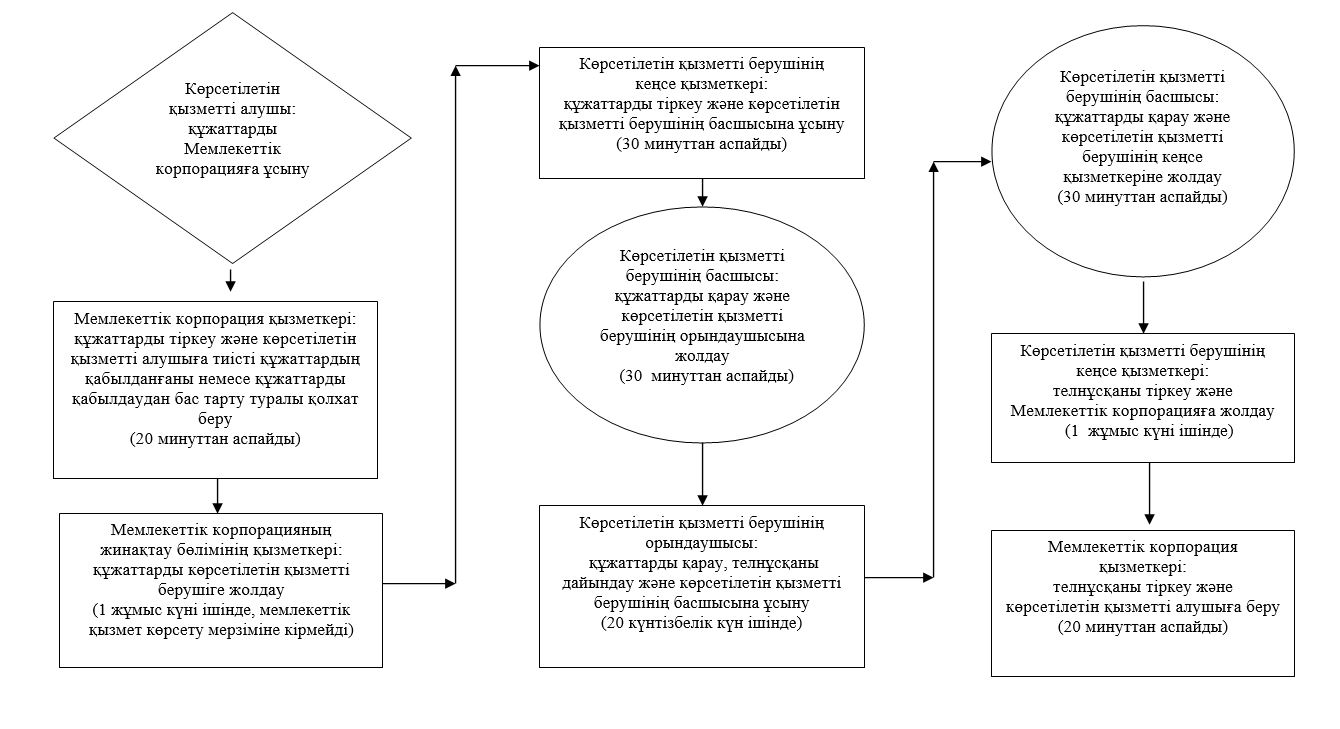 Көрсетілетін
қызметті алушы:
құжаттарды
Мемлекеттік
корпорацияға ұсыну
Мемлекеттік корпорация қызметкері:
құжаттарды тіркеу және көрсетілетін
қызметті алушыға тиісті құжаттардың
қабылданғаны немесе құжаттарды
қабылдаудан бас тарту туралы қолхат
беру
(20 минуттан аспайды)
Мемлекеттік корпорацияның
жинақтау бөлімінің қызметкері:
құжаттарды көрсетілетін қызметті
берушіге жолдау
(1 жұмыс күні ішінде, мемлекеттік
қызмет көрсету мерзіміне кірмейді)
Көрсетілетін қызметті берушінің
кеңсе қызметкері:
құжаттарды тіркеу және көрсетілетін
қызметті берушінің басшысына ұсыну
(30 минуттан аспайды)
Көрсетілетін қызметті
берушінің басшысы:
құжаттарды қарау және
көрсетілетін қызметті
берушінің орындаушысына
жолдау
(30 минуттан аспайды)
Көрсетілетін қызметті берушінің
орындаушысы:
құжаттарды қарау, телнұсқаны
дайындау және көрсетілетін қызметті
берушінің басшысына ұсыну
(20 күнтізбелік күн ішінде)
Көрсетілетін қызметті
берушінің басшысы:
құжаттарды қарау және
көрсетілетін қызметті
берушінің кеңсе
қызметкеріне жолдау
(30 минуттан аспайды)
Көрсетілетін қызметті берушінің
кеңсе қызметкері:
телнұсқаны тіркеу және
Мемлекеттік корпорацияға жолдау
(1 жұмыс күні ішінде)
Мемлекеттік корпорация
қызметкері:
телнұсқаны тіркеу және
көрсетілетін қызметті алушыға беру
(20 минуттан аспайды)